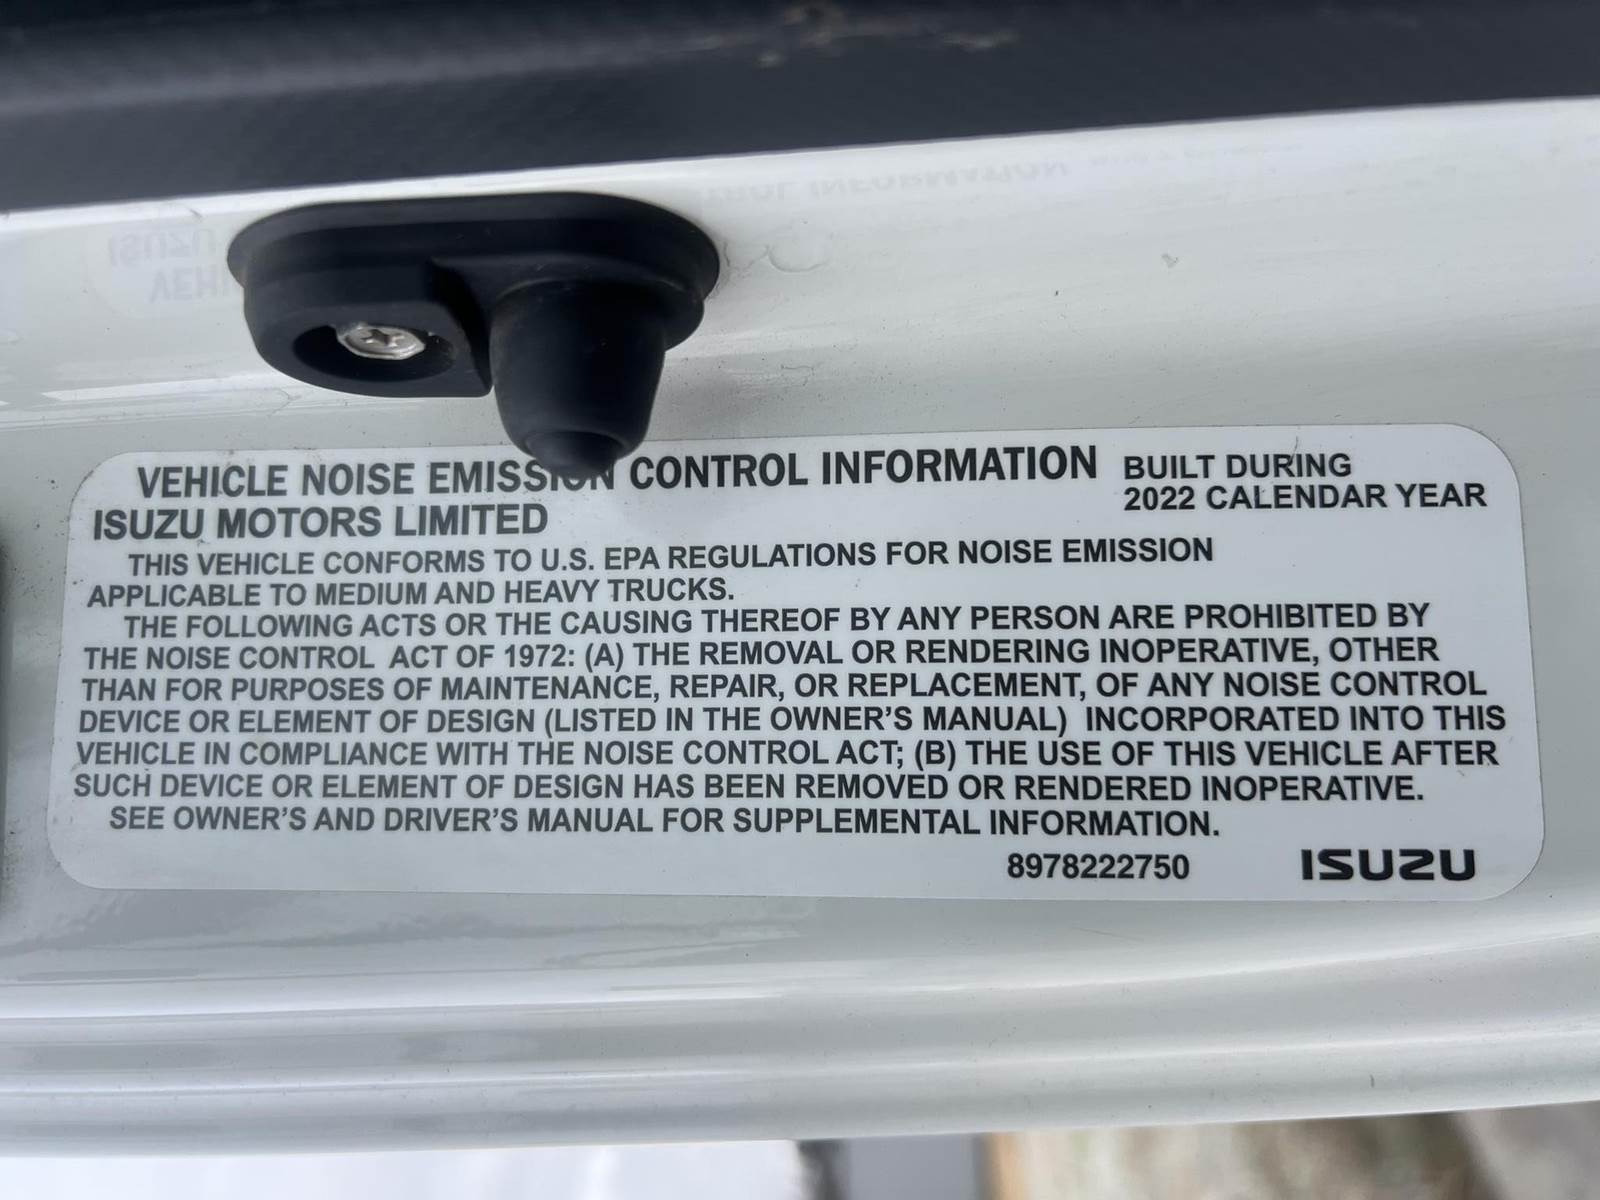 VEHICLE NOISE EMISSION CONTROL INFORMATION
BUILT DURING
2022 CALENDAR YEAR
ISUZU MOTORS LIMITED
THIS VEHICLE CONFORMS TO U.S. EPA REGULATIONS FOR NOISE EMISSION
APPLICABLE TO MEDIUM AND HEAVY TRUCKS.
THE FOLLOWING ACTS OR THE CAUSING THEREOF BY ANY PERSON ARE PROHIBITED BY
THE NOISE CONTROL ACT OF 1972: (A) THE REMOVAL OR RENDERING INOPERATIVE, OTHER
THAN FOR PURPOSES OF MAINTENANCE, REPAIR, OR REPLACEMENT, OF ANY NOISE CONTROL
DEVICE OR ELEMENT OF DESIGN (LISTED IN THE OWNER'S MANUAL) INCORPORATED INTO THIS
VEHICLE IN COMPLIANCE WITH THE NOISE CONTROL ACT; (B) THE USE OF THIS VEHICLE AFTER
SUCH DEVICE OR ELEMENT OF DESIGN HAS BEEN REMOVED OR RENDERED INOPERATIVE.
SEE OWNER'S AND DRIVER'S MANUAL FOR SUPPLEMENTAL INFORMATION.
8978222750 ISUZU